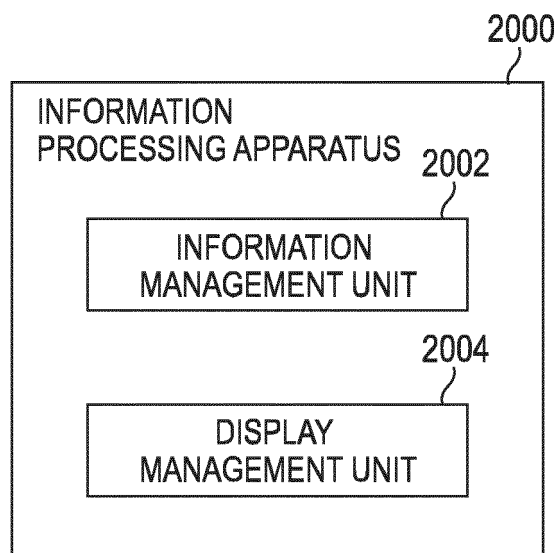 2000
INFORMATION
PROCESSING APPARATUS
2002
INFORMATION
MANAGEMENT UNIT
2004
DISPLAY
MANAGEMENT UNIT